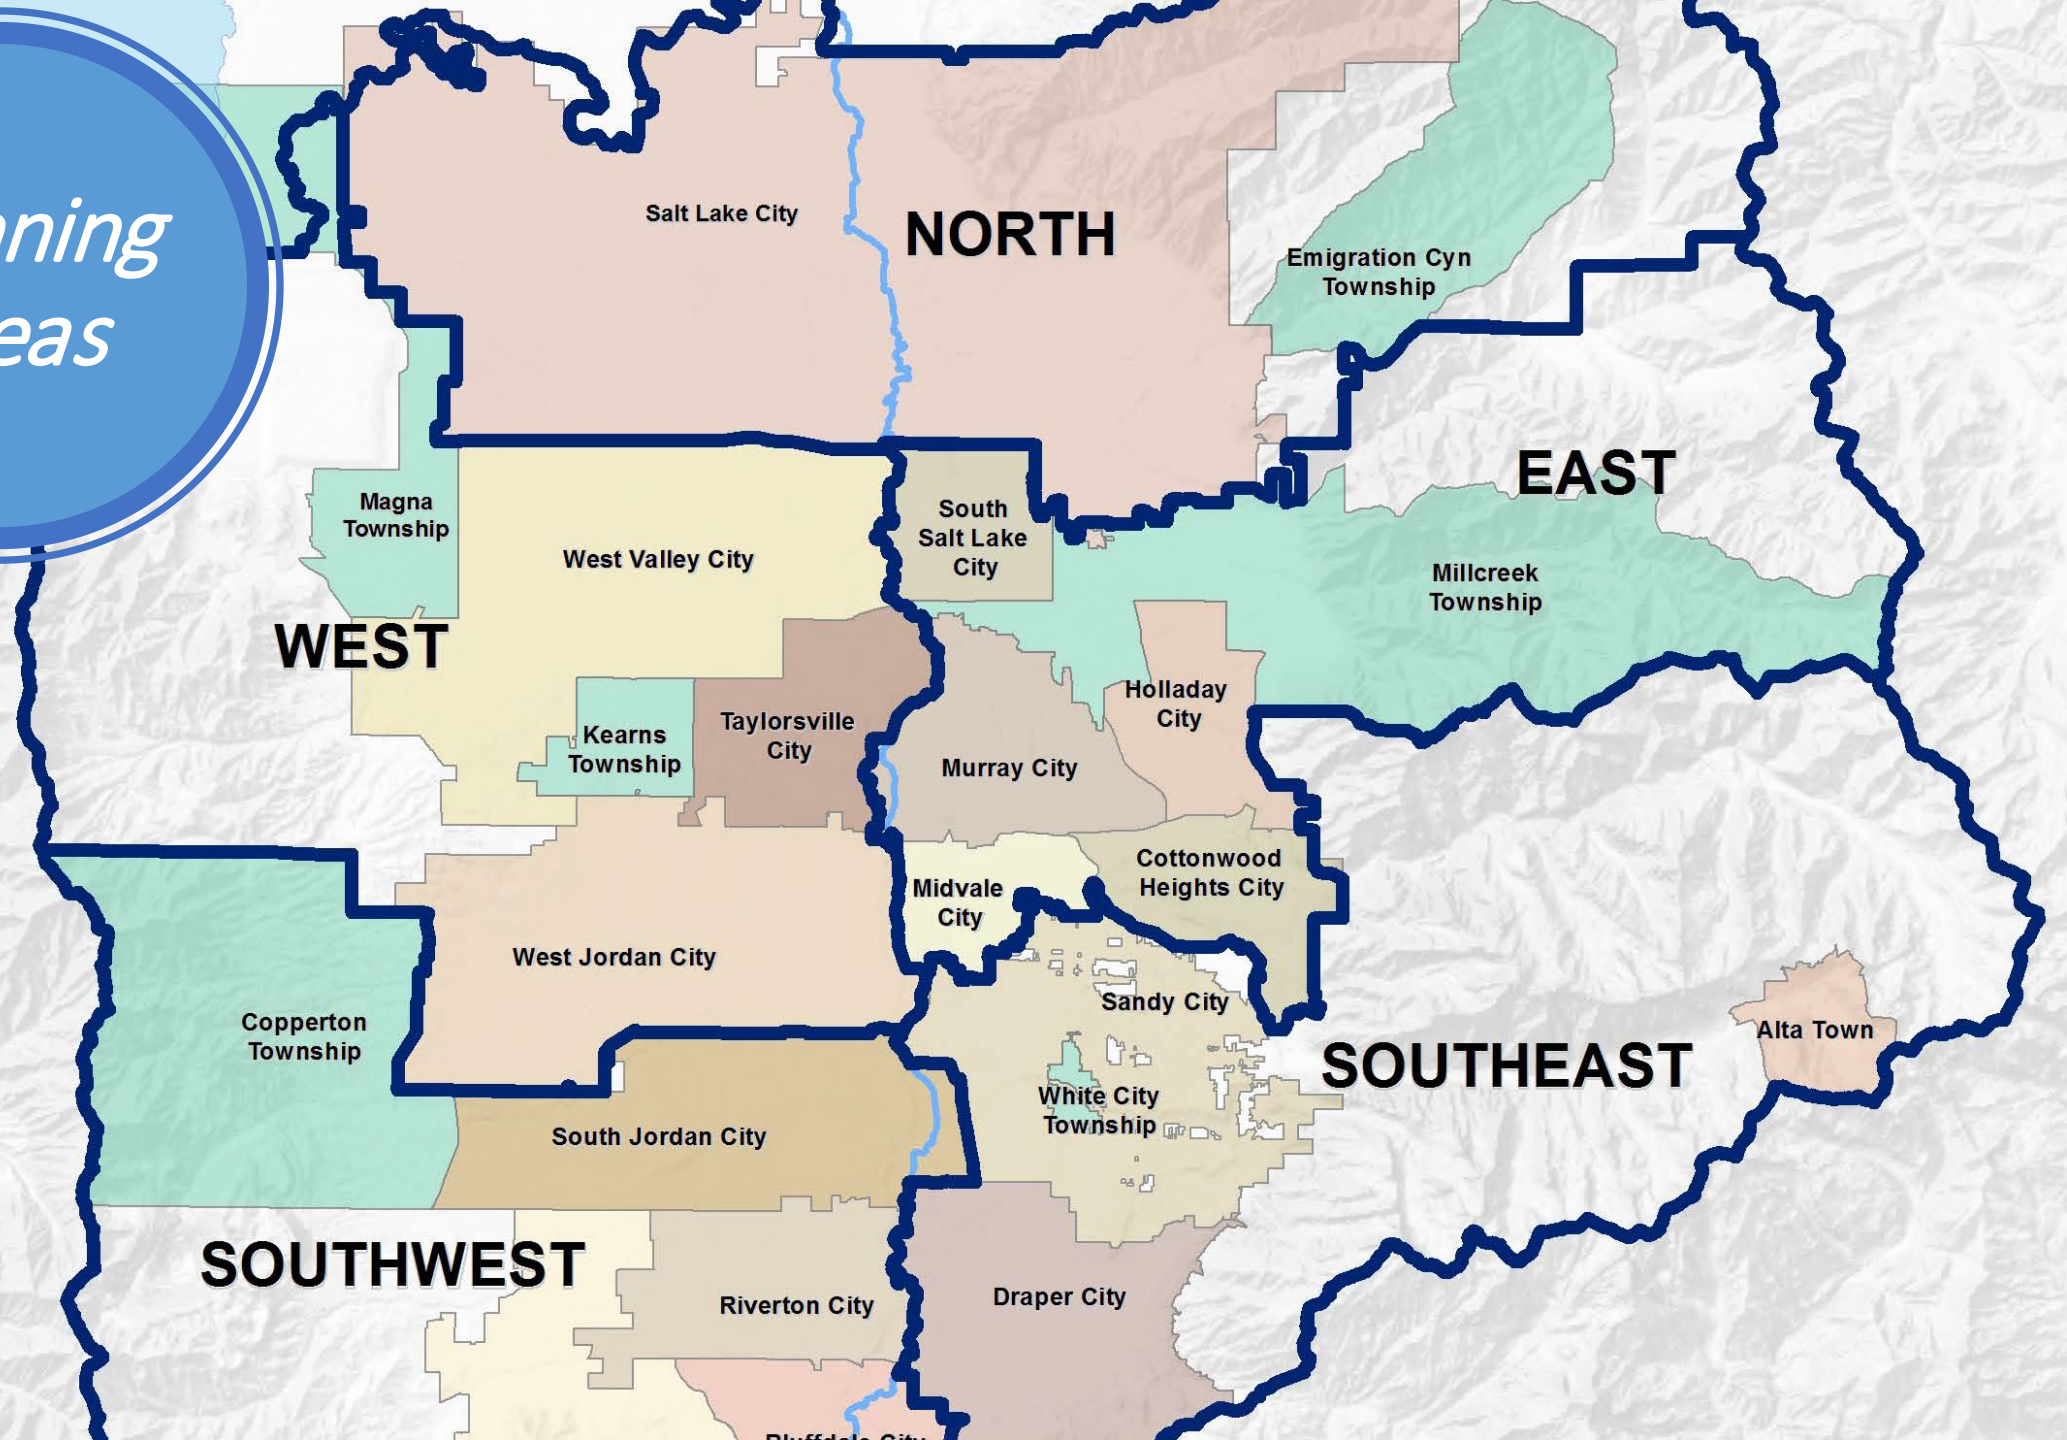 nning
eas
Salt Lake City
NORTH
Emigration Cyn
Township
EAST
Magna
Township
West Valley City
South
Salt Lake
City
Millcreek
Township
WEST
Kearns
Township
Taylorsville
City
Holladay
City
Murray City
Midvale
City
Cottonwood
Heights City
West Jordan City
Sandy City
Copperton
Township
SOUTHEAST
Alta Town
White City
Township
South Jordan City
SOUTHWEST
Riverton City
Draper City
Bluffdale City